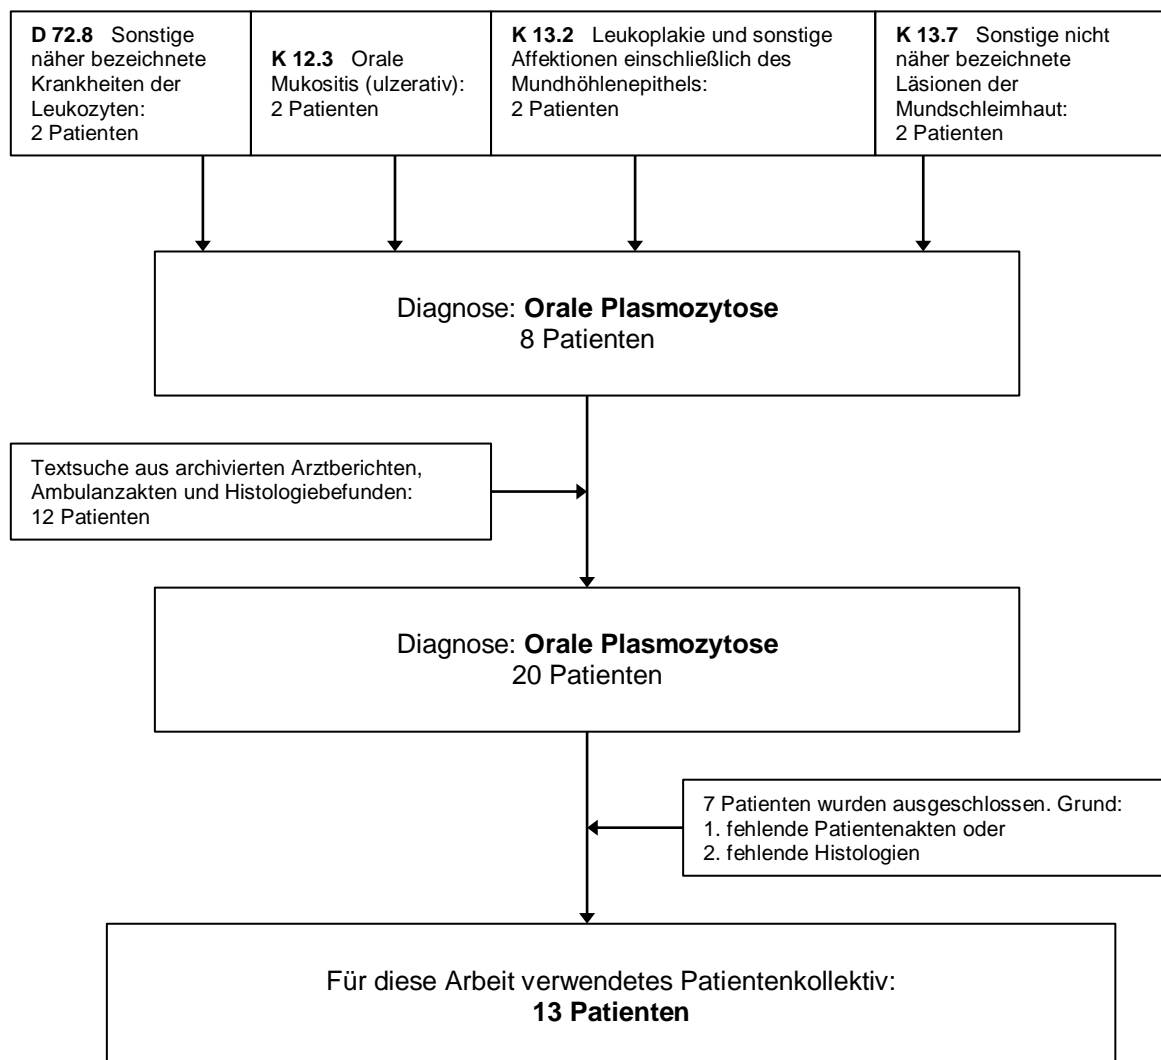 D 72.8 Sonstige
näher bezeichnete
Krankheiten der
Leukozyten:
2 Patienten
K 12.3 Orale
Mukositis (ulzerativ):
2 Patienten
K 13.2 Leukoplakie und sonstige
Affektionen einschließlich des
Mundhöhlenepithels:
2 Patienten
K 13.7 Sonstige nicht
näher bezeichnete
Läsionen der
Mundschleimhaut:
2 Patienten
Diagnose: Orale Plasmozytose
8 Patienten
Textsuche aus archivierten Arztberichten,
Ambulanzakten und Histologiebefunden:
12 Patienten
Diagnose: Orale Plasmozytose
20 Patienten
7 Patienten wurden ausgeschlossen. Grund:
1. fehlende Patientenakten oder
2. fehlende Histologien
Für diese Arbeit verwendetes Patientenkollektiv:
13 Patienten